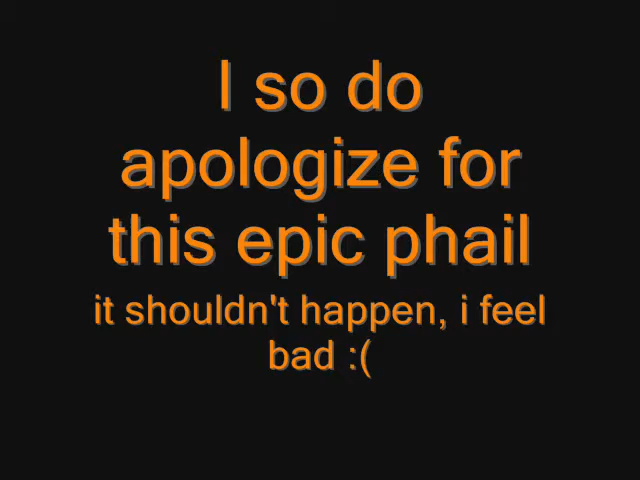 I so do
apologize for
this epic phail
it shouldn't happen, i feel
bad :(